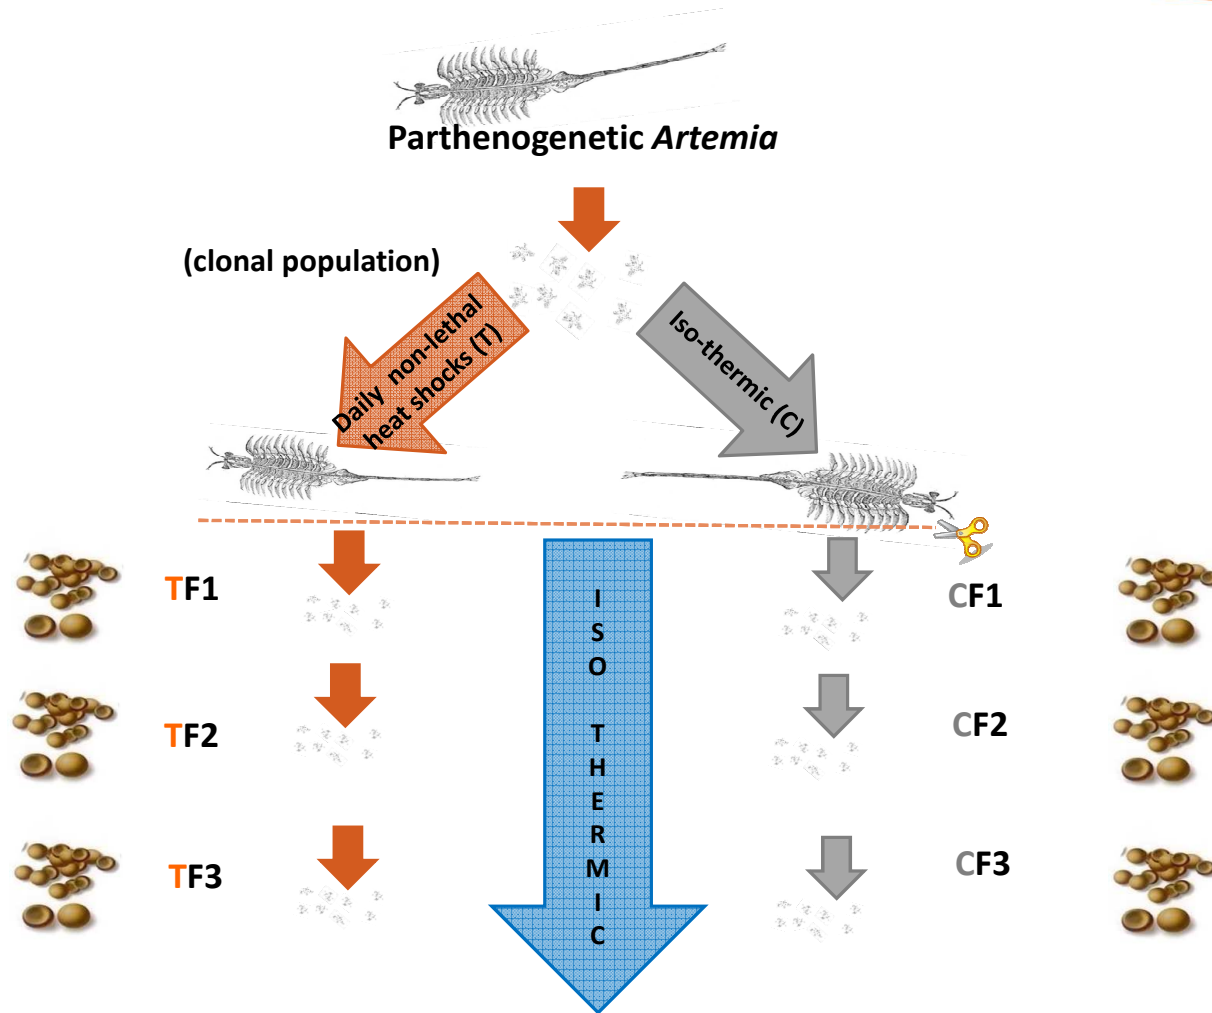 Parthenogenetic Artemia
(clonal population)
Daily non-lethal
heat shocks (T)
Iso-thermic (C)
TF1
CF1
TF2
CF2
TF3
CF3
ISO THERMIC